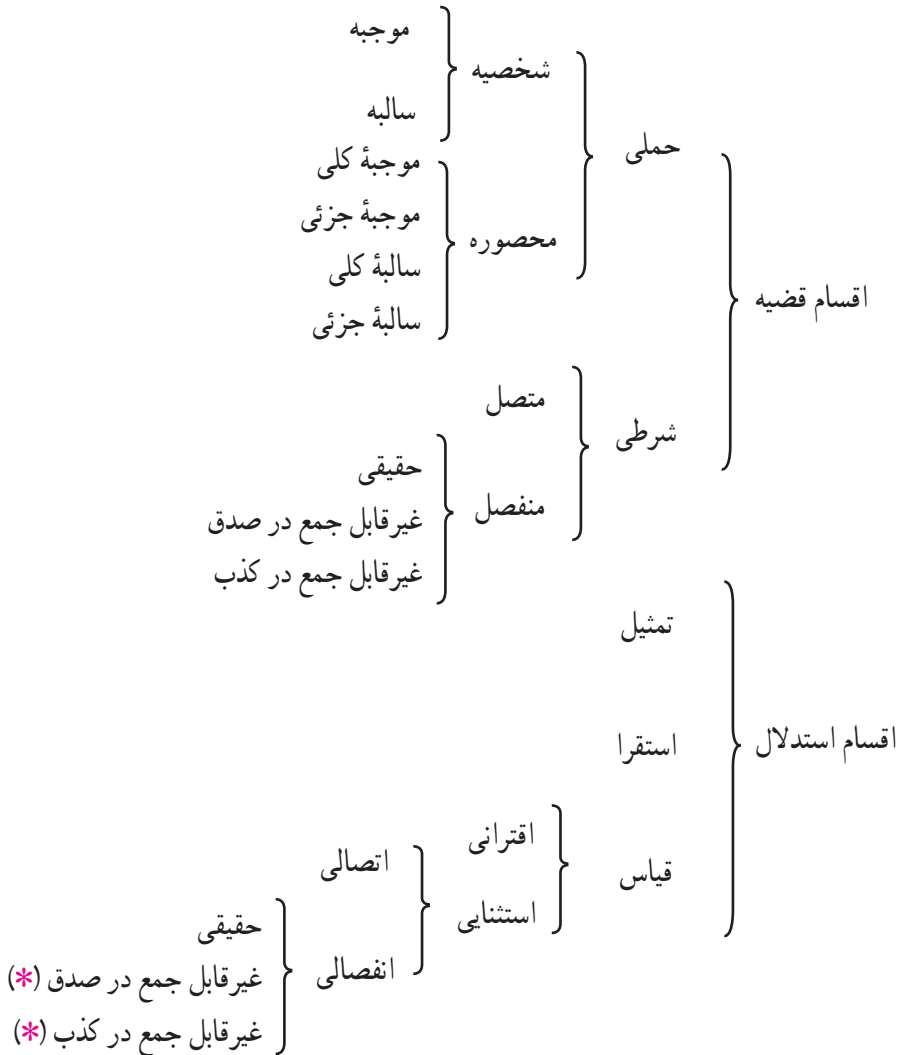 موجبه
شخصیه
سالبه
حملی
موجبهٔ کلی
موجبهٔ جزئی
محصوره
سالبهٔ کلی
اقسام قضیه
سالبهٔ جزئی
متصل
شرطی
حقیقی
منفصل
غیرقابل جمع در صدق
غیرقابل جمع در کذب
تمثیل
اقسام استدلال
استقرا
اقترانی
اتصالی
قیاس
استثنایی
حقیقی
انفصالی
غیرقابل جمع در صدق (*)
غیرقابل جمع در کذب (*)